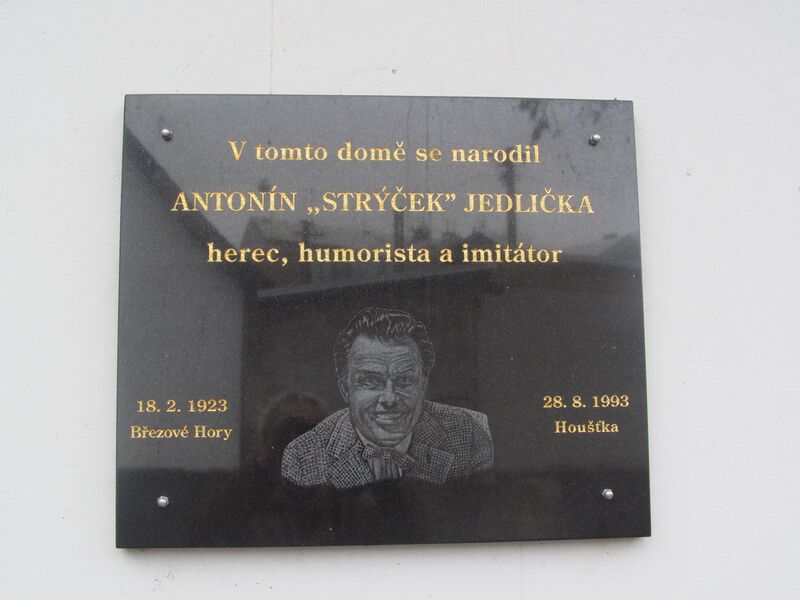 V tomto domě se narodil
ANTONÍN „STRÝČEK” JEDLIČKA
herec, humorista a imitátor
18. 2. 1923
Březové Hory
28. 8. 1993
Houšťka